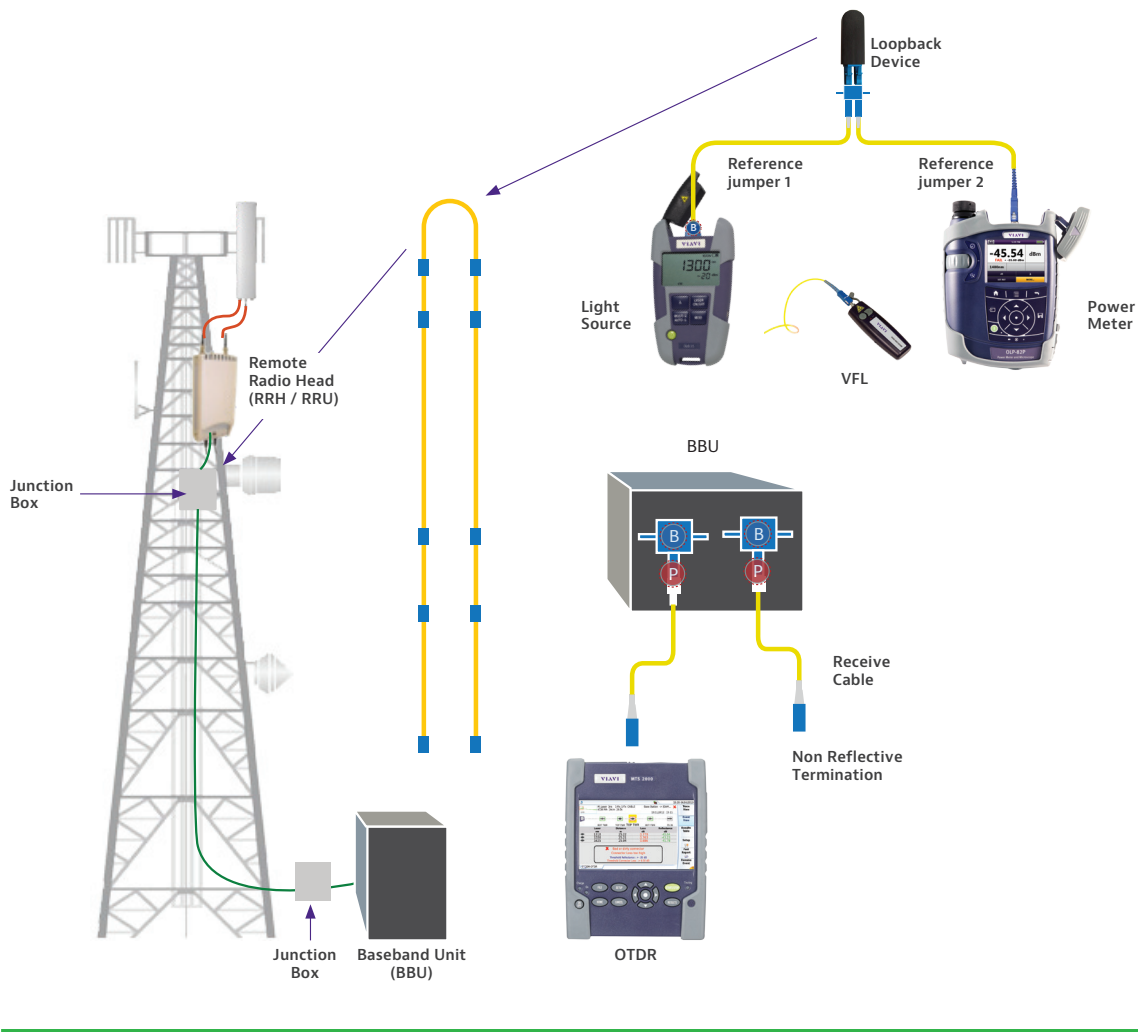 Loopback
Device
Reference
jumper 1
Reference
jumper 2
B
VIAVI
1300
-20
VIAVI
-45.54 dBm
Light
Source
Power
Meter
OLP-82P
VFL
Remote
Radio Head
(RRH / RRU)
Junction
Box
BBU
B
B
P
P
Receive
Cable
Non Reflective
Termination
VIAVI
MTS 2000
OTDR
Junction
Box
Baseband Unit
(BBU)